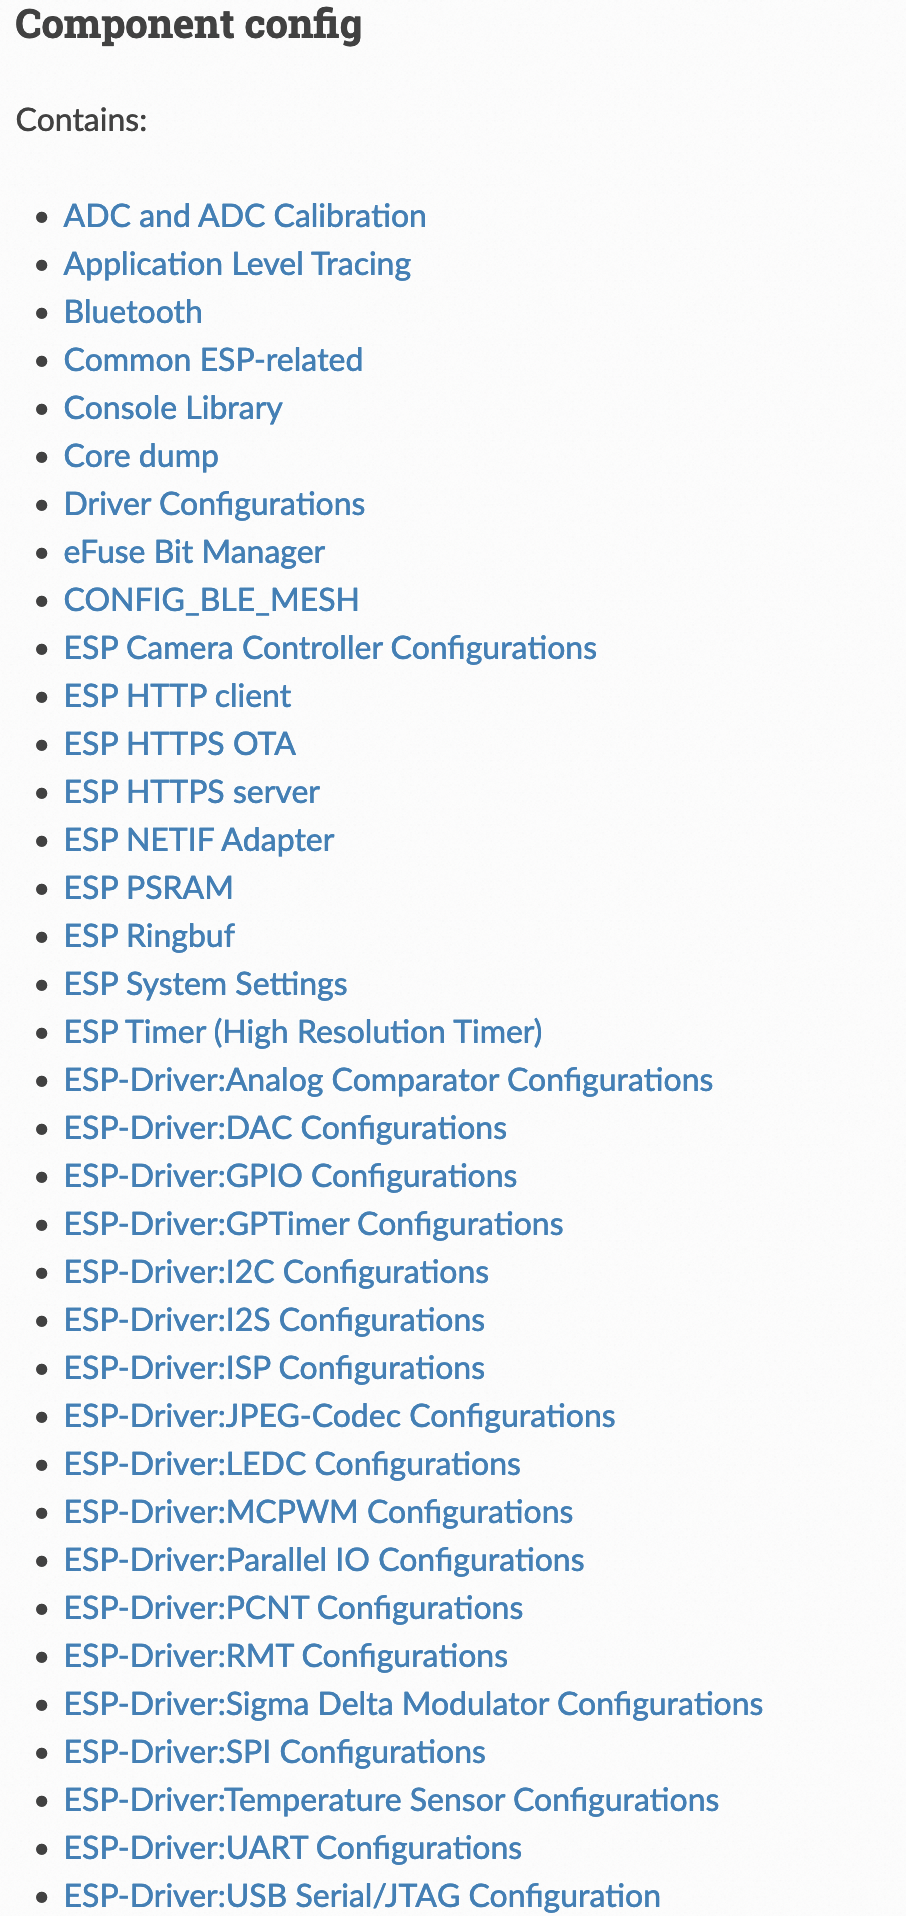 Component config
Contains:
ADC and ADC Calibration
Application Level Tracing
Bluetooth
Common ESP-related
Console Library
Core dump
Driver Configurations
eFuse Bit Manager
CONFIG_BLE_MESH
ESP Camera Controller Configurations
ESP HTTP client
ESP HTTPS OTA
ESP HTTPS server
ESP NETIF Adapter
ESP PSRAM
ESP Ringbuf
ESP System Settings
ESP Timer (High Resolution Timer)
ESP-Driver:Analog Comparator Configurations
ESP-Driver:DAC Configurations
ESP-Driver:GPIO Configurations
ESP-Driver:GPTimer Configurations
ESP-Driver:I2C Configurations
ESP-Driver:I2S Configurations
ESP-Driver:ISP Configurations
ESP-Driver:JPEG-Codec Configurations
ESP-Driver:LEDC Configurations
ESP-Driver:MCPWM Configurations
ESP-Driver:Parallel IO Configurations
ESP-Driver:PCNT Configurations
ESP-Driver:RMT Configurations
ESP-Driver:Sigma Delta Modulator Configurations
ESP-Driver:SPI Configurations
ESP-Driver:Temperature Sensor Configurations
ESP-Driver:UART Configurations
ESP-Driver:USB Serial/JTAG Configuration